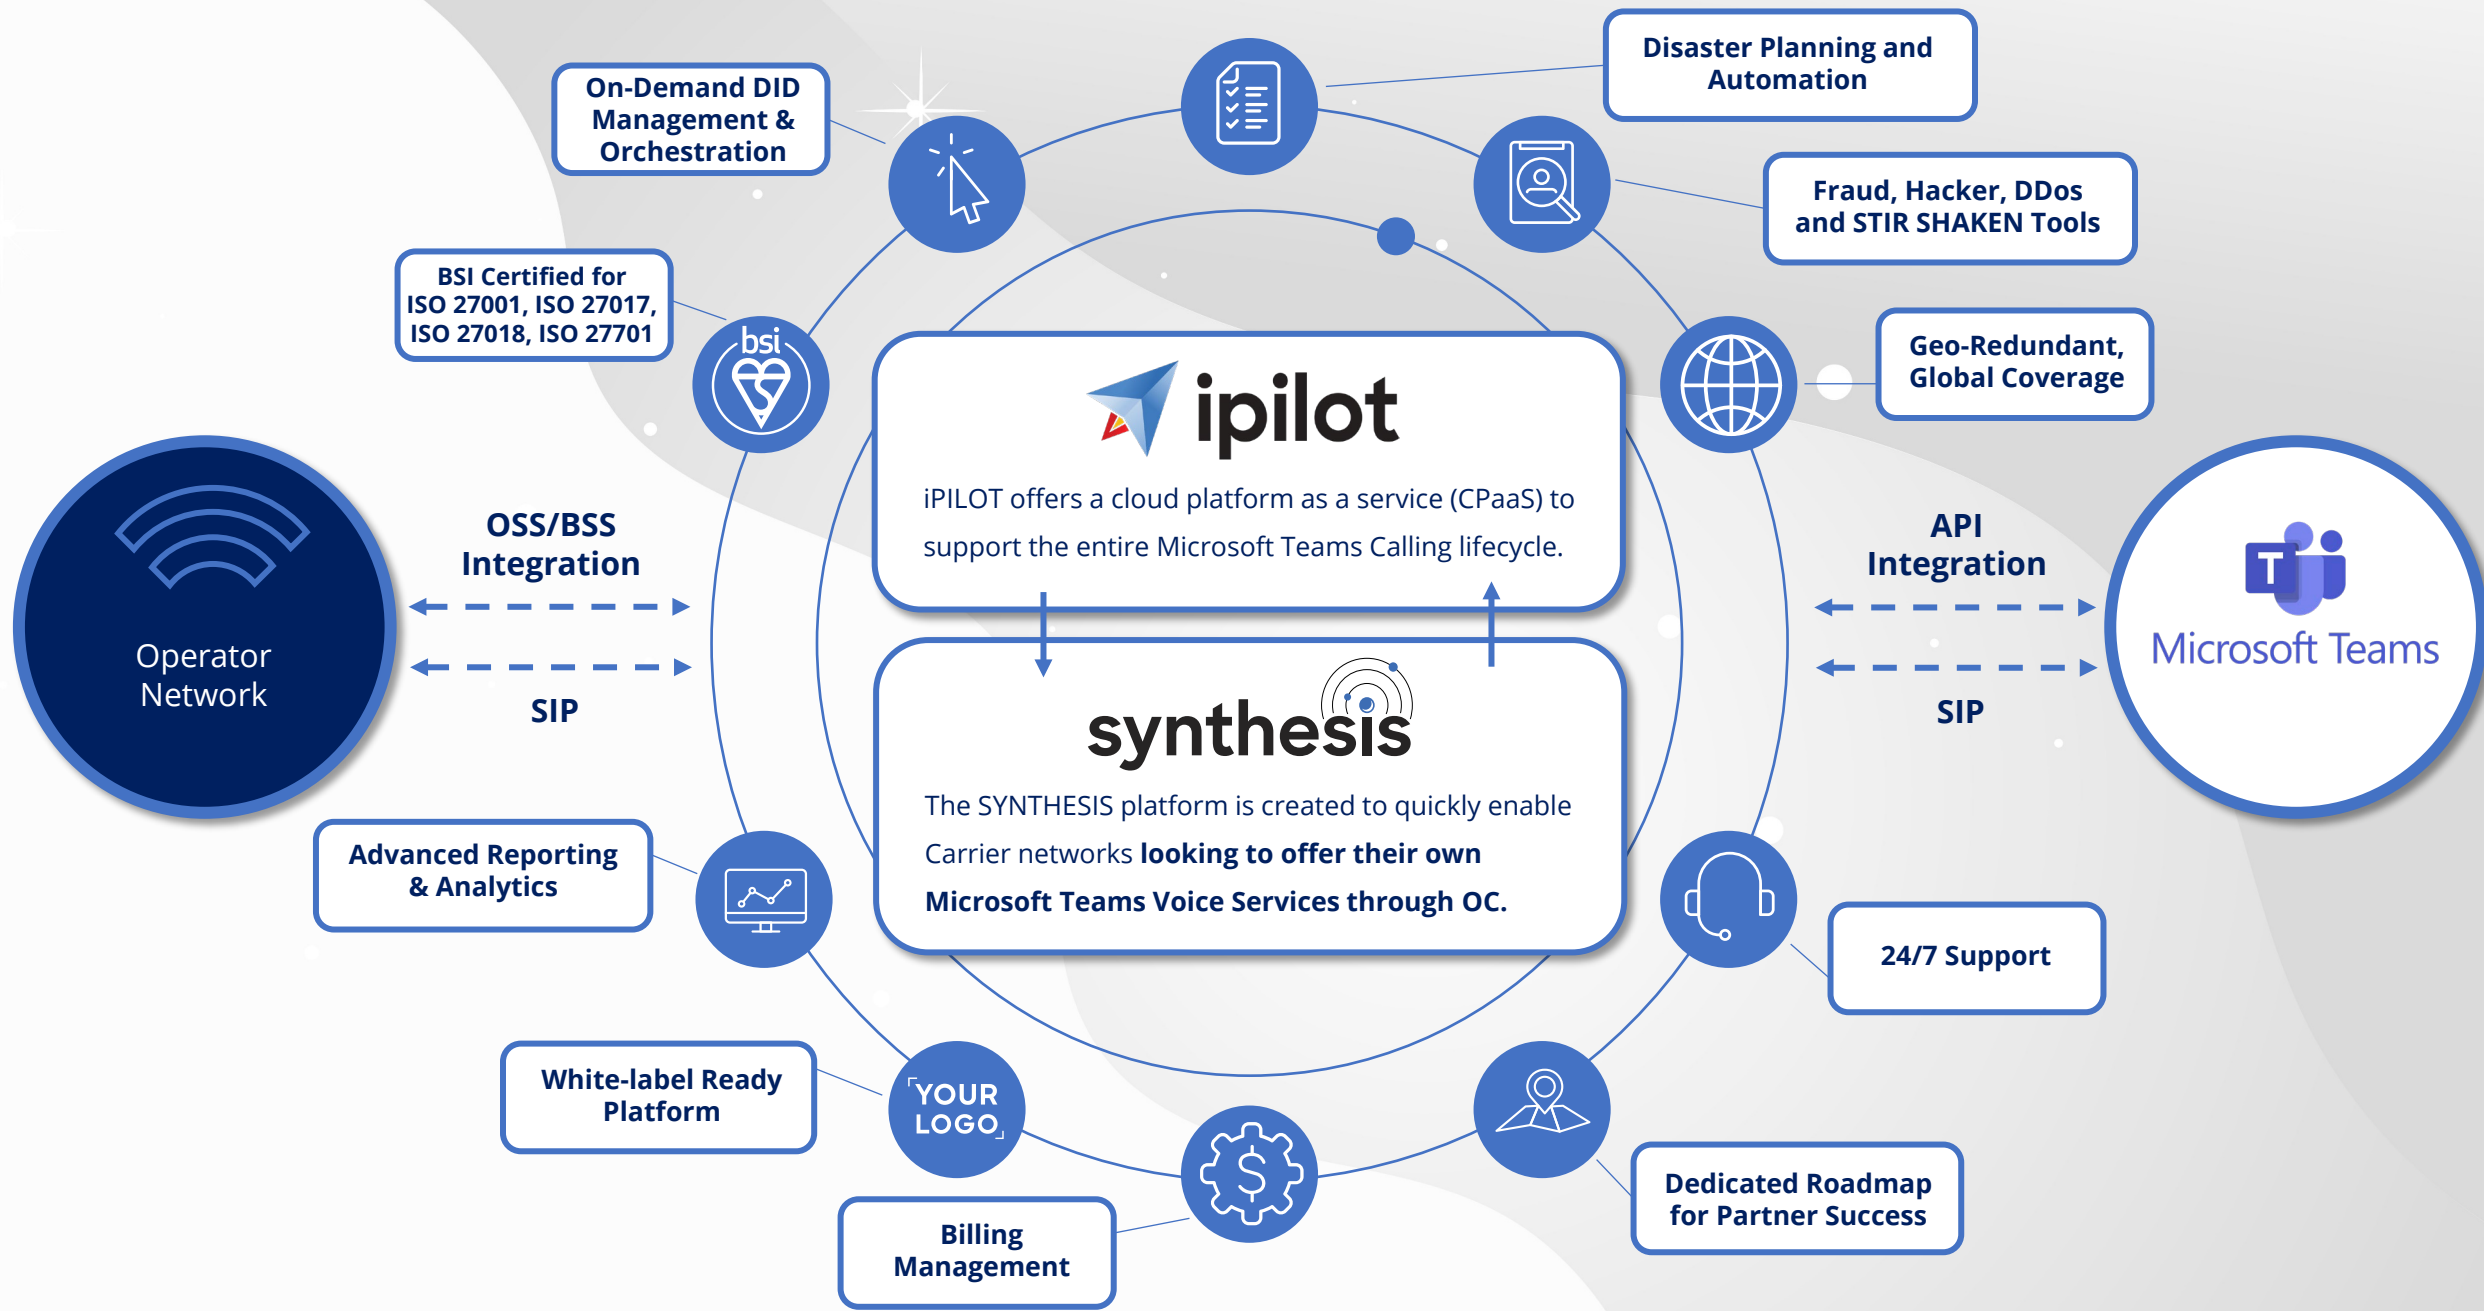 Disaster Planning and
Automation
On-Demand DID
Management &
Orchestration
Fraud, Hacker, DDos
and STIR SHAKEN Tools
BSI Certified for
ISO 27001, ISO 27017,
ISO 27018, ISO 27701
bsi
Geo-Redundant,
Global Coverage
ipilot
iPILOT offers a cloud platform as a service (CPaaS) to
support the entire Microsoft Teams Calling lifecycle.
Operator
Network
OSS/BSS
Integration
SIP
API
Integration
SIP
T
Microsoft Teams
synthesis
The SYNTHESIS platform is created to quickly enable
Carrier networks looking to offer their own
Microsoft Teams Voice Services through OC.
Advanced Reporting
& Analytics
24/7 Support
White-label Ready
Platform
YOUR
LOGO
$
Dedicated Roadmap
for Partner Success
Billing
Management